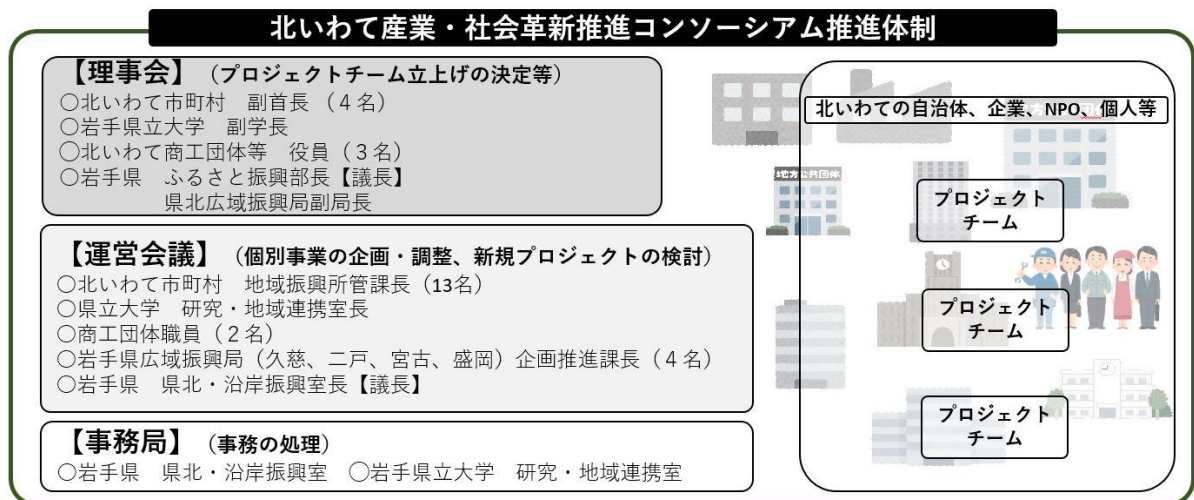 北いわて産業・社会革新推進コンソーシアム推進体制
【理事会】（プロジェクトチーム立上げの決定等）
○北いわて市町村　副首長（４名）
○岩手県立大学　副学長
○北いわて商工団体等　役員（３名）
○岩手県　ふるさと振興部長【議長】
県北広域振興局副局長
【運営会議】（個別事業の企画・調整、新規プロジェクトの検討）
○北いわて市町村　地域振興所管課長（13名）
○県立大学　研究・地域連携室長
○商工団体職員（２名）
○岩手県広域振興局（久慈、二戸、宮古、盛岡）企画推進課長（４名）
○岩手県　県北・沿岸振興室長【議長】
【事務局】（事務の処理）
○岩手県　県北・沿岸振興室　○岩手県立大学　研究・地域連携室
北いわての自治体、企業、NPO、個人等
地方公共団体
プロジェクト
チーム
プロジェクト
チーム
プロジェクト
チーム